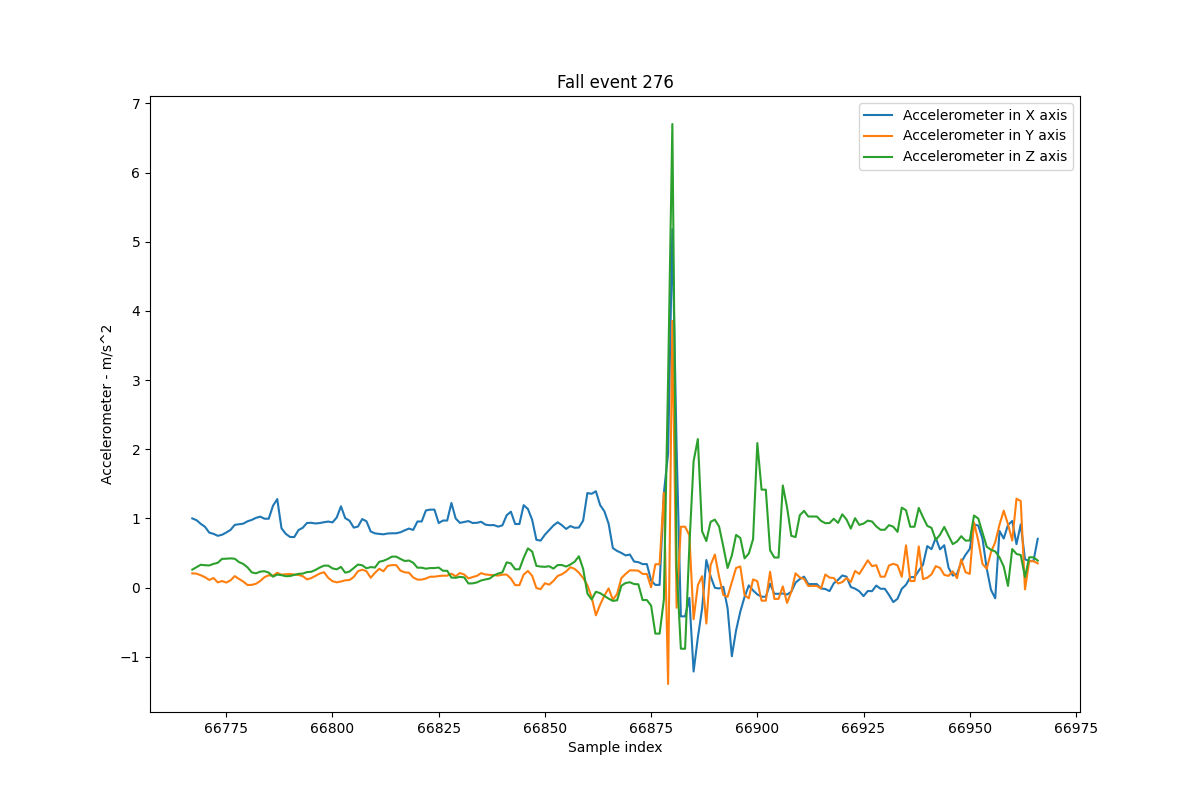 Fall event 276
Accelerometer in X axis
Accelerometer in Y axis
Accelerometer in Z axis
Accelerometer - m/s^2
7
6
5
4
3
2
1
0
−1
66775 66800 66825 66850 66875 66900 66925 66950 66975
Sample index